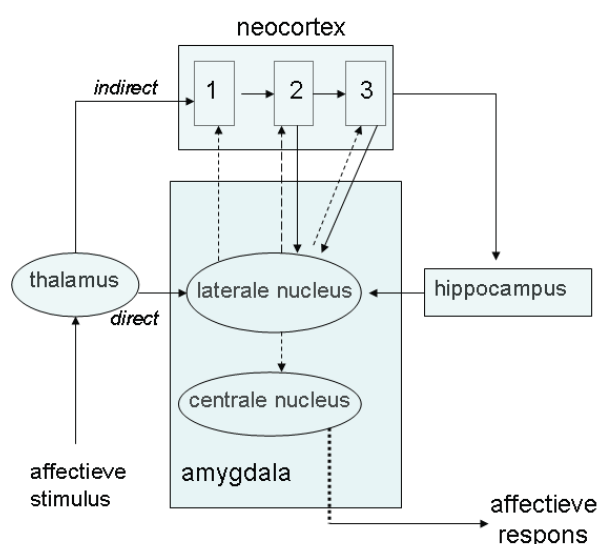 neocortex
indirect
1
2
3
thalamus
direct
laterale nucleus
hippocampus
centrale nucleus
amygdala
affectieve
stimulus
affectieve
respons